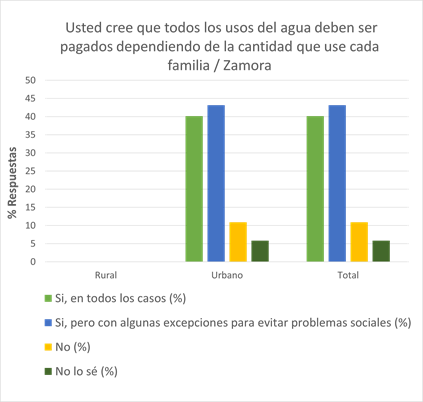 Usted cree que todos los usos del agua deben ser
pagados dependiendo de la cantidad que use cada
familia / Zamora
% Respuestas
50
45
40
35
30
25
20
15
10
5
0
Rural Urbano Total
Si, en todos los casos (%)
Si, pero con algunas excepciones para evitar problemas sociales (%)
No (%)
No lo sé (%)